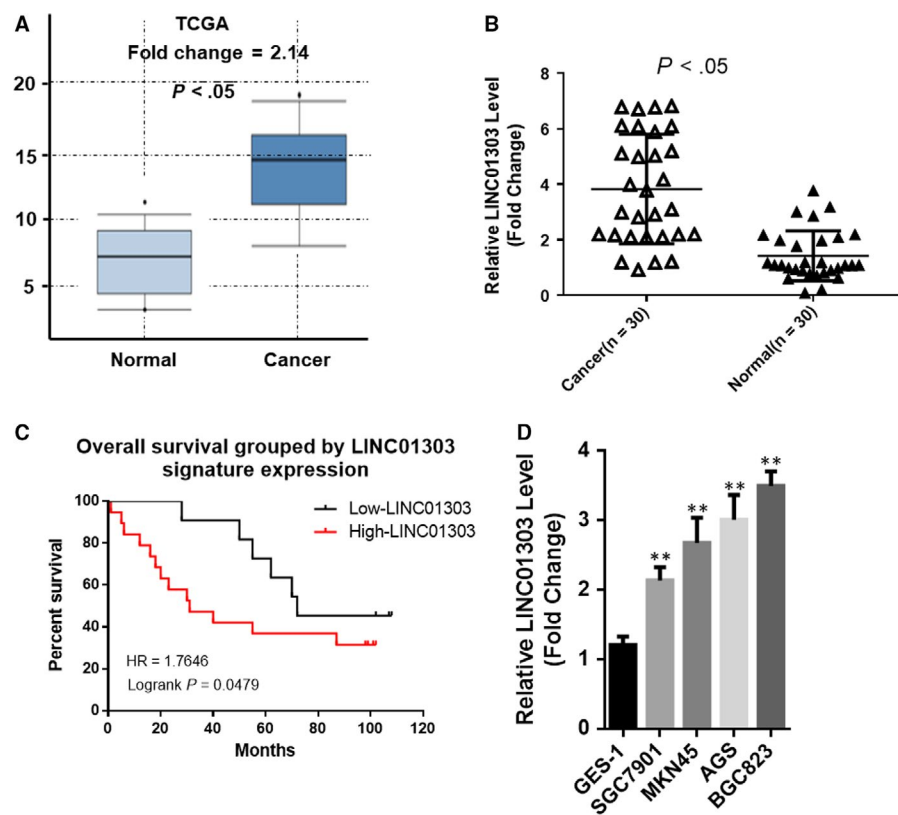 A
TCGA
Fold change = 2.14
P < .05
20
15
10
5
Normal
Cancer
B
P < .05
Relative LINC01303 Level
(Fold Change)
8
6
4
2
0
Cancer(n = 30)
Normal(n = 30)
C
Overall survival grouped by LINC01303
signature expression
Percent survival
100
80
60
40
20
0
Low-LINC01303
High-LINC01303
HR = 1.7646
Logrank P = 0.0479
0
20
40
60
80
100
120
Months
D
Relative LINC01303 Level
(Fold Change)
4
3
2
1
0
**
**
**
**
GES-1
SGC7901
MKN45
AGS
BGC823